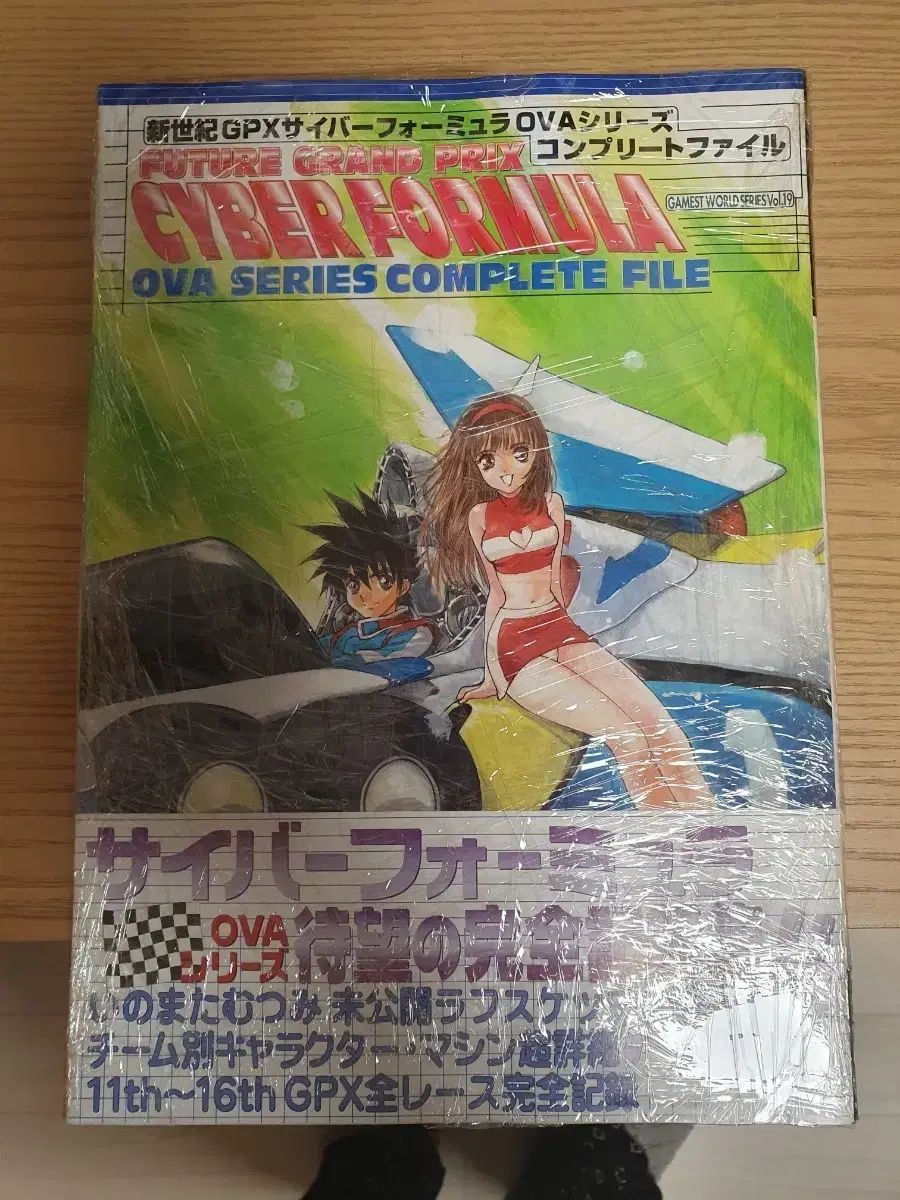 新世紀GPXサイバーフォーミュラOVAシリーズ
コンプリートファイル
FUTURE GRAND PRIX
CYBER FORMULA
GAMEST WORLD SERIES Vol.19
OVA SERIES COMPLETE FILE
サイバーフォーミュラ
OVA
シリーズ
待望の完全
いのまたむつみ 未公開ラフスケッ
チーム別キャラクター・マシン超詳細
11th～16th GPX全レース完全記録